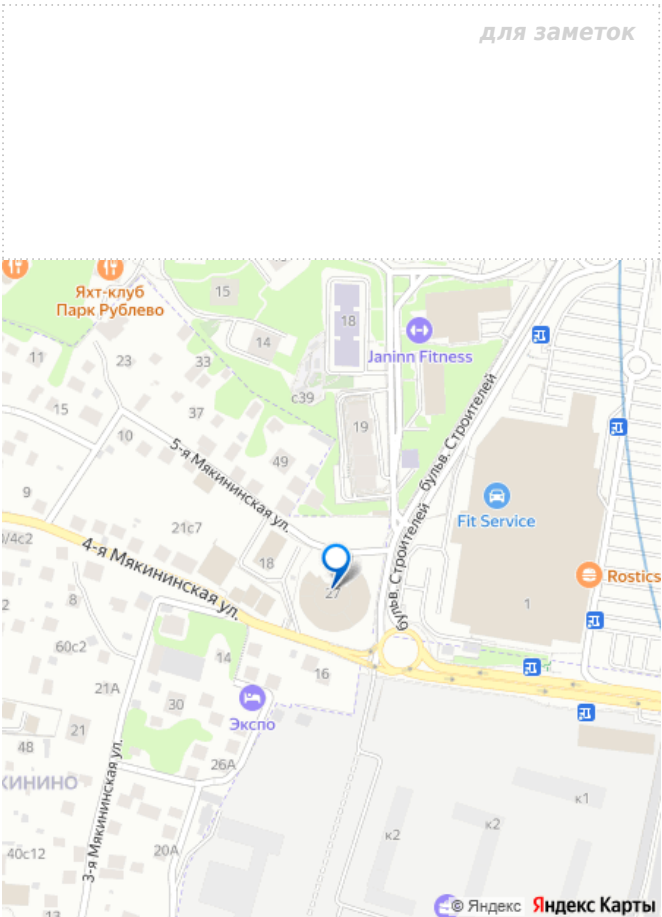 для заметок
Яхт-клуб
Парк Рублево
15
18
14
Janinn Fitness
11
23
33
с39
15
37
19
10
49
бульв. Строителей
5-я Мякининская ул.
9
Fit Service
21с7
4-я Мякининская ул.
18
бульв. Строителей
27
Rostics
8
1
2
60с2
14
16
21А
30
Экспо
21
48
26А
3-я Мякининская ул.
к1
к2
к2
40с12
20А
13
© Яндекс Яндекс Карты